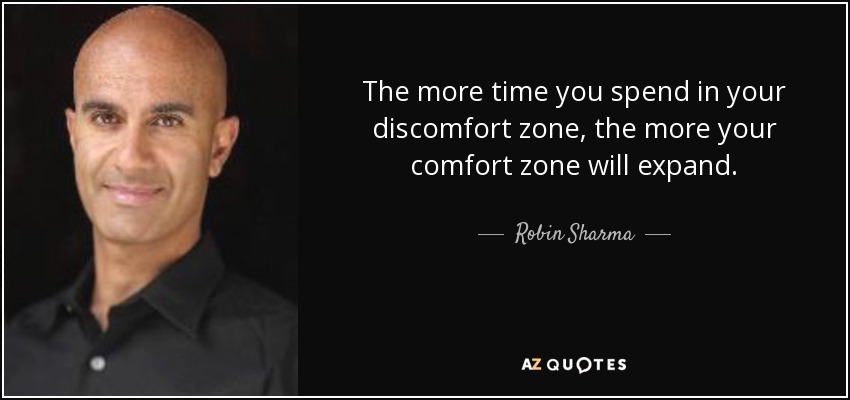 The more time you spend in your
discomfort zone, the more your
comfort zone will expand.
Robin Sharma
AZ QUOTES